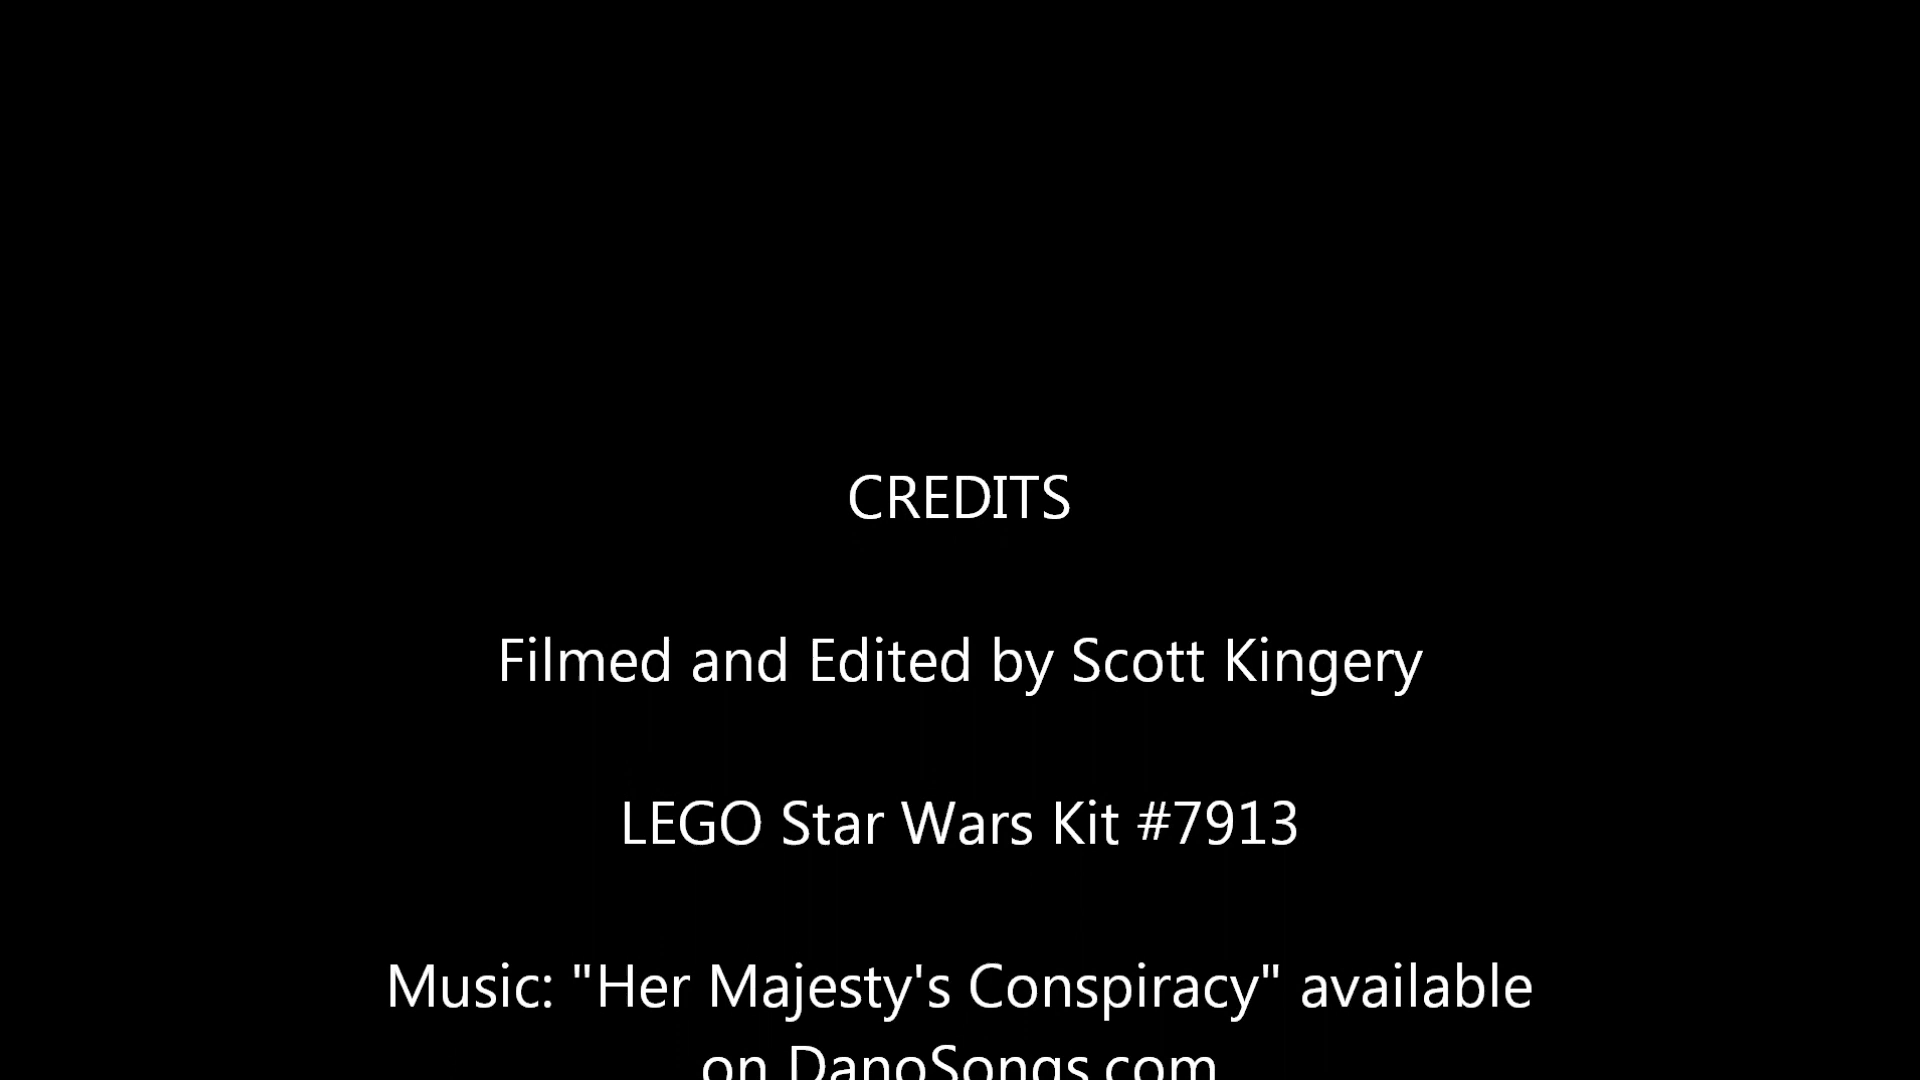 CREDITS
Filmed and Edited by Scott Kingery
LEGO Star Wars Kit #7913
Music: "Her Majesty's Conspiracy" available
on DanoSongs.com